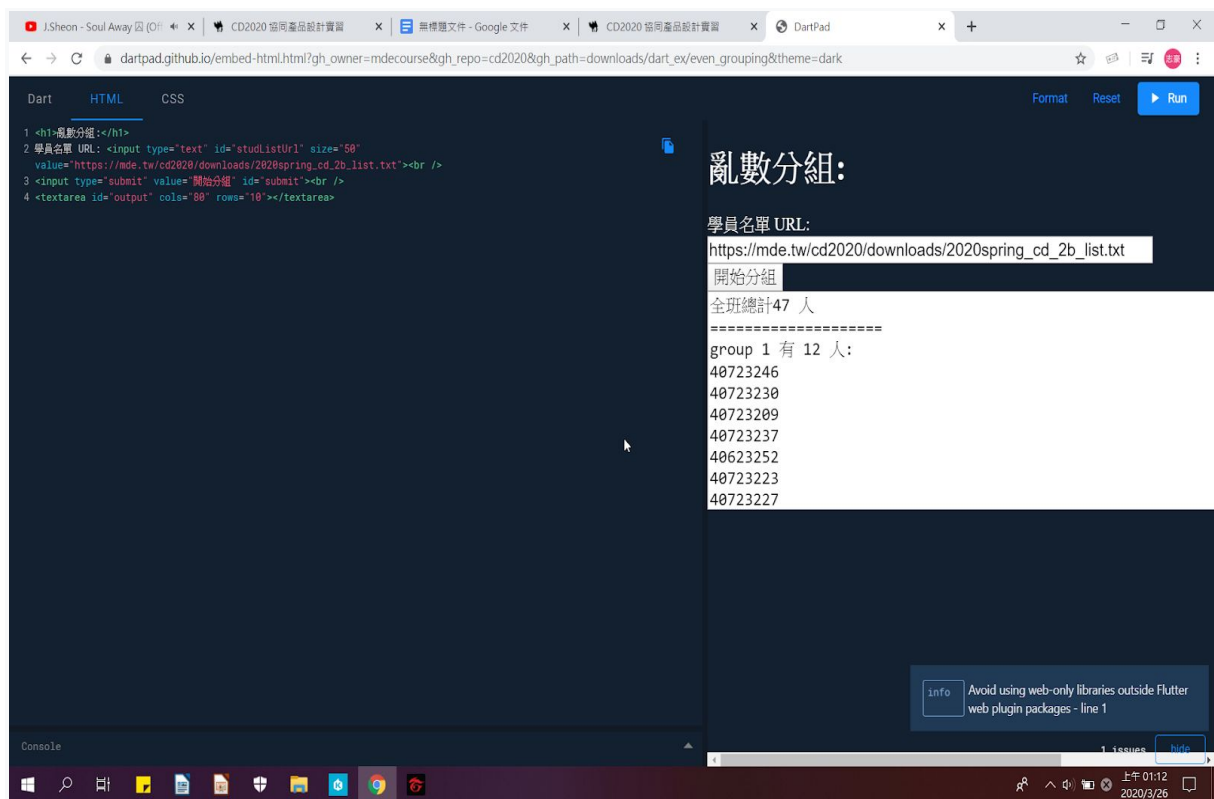 J.Sheon - Soul Away 囚 (Off
CD2020 協同產品設計實習
無標題文件 - Google 文件
CD2020 協同產品設計實習
DartPad
dartpad.github.io/embed-html.html?gh_owner=mdecourse&gh_repo=cd2020&gh_path=downloads/dart_ex/even_grouping&theme=dark
志豪
Dart HTML CSS
Format Reset Run
1 <h1>亂數分組:</h1>
2 學員名單 URL: <input type="text" id="studListUrl" size="50"
value="https://mde.tw/cd2020/downloads/2020spring_cd_2b_list.txt"><br />
3 <input type="submit" value="開始分組" id="submit"><br />
4 <textarea id="output" cols="80" rows="10"></textarea>
亂數分組:
學員名單 URL:
https://mde.tw/cd2020/downloads/2020spring_cd_2b_list.txt
開始分組
全班總計47 人
====================
group 1 有 12 人:
40723246
40723230
40723209
40723237
40623252
40723223
40723227
info
Avoid using web-only libraries outside Flutter
web plugin packages - line 1
Console
1 issues hide
上午 01:12
2020/3/26